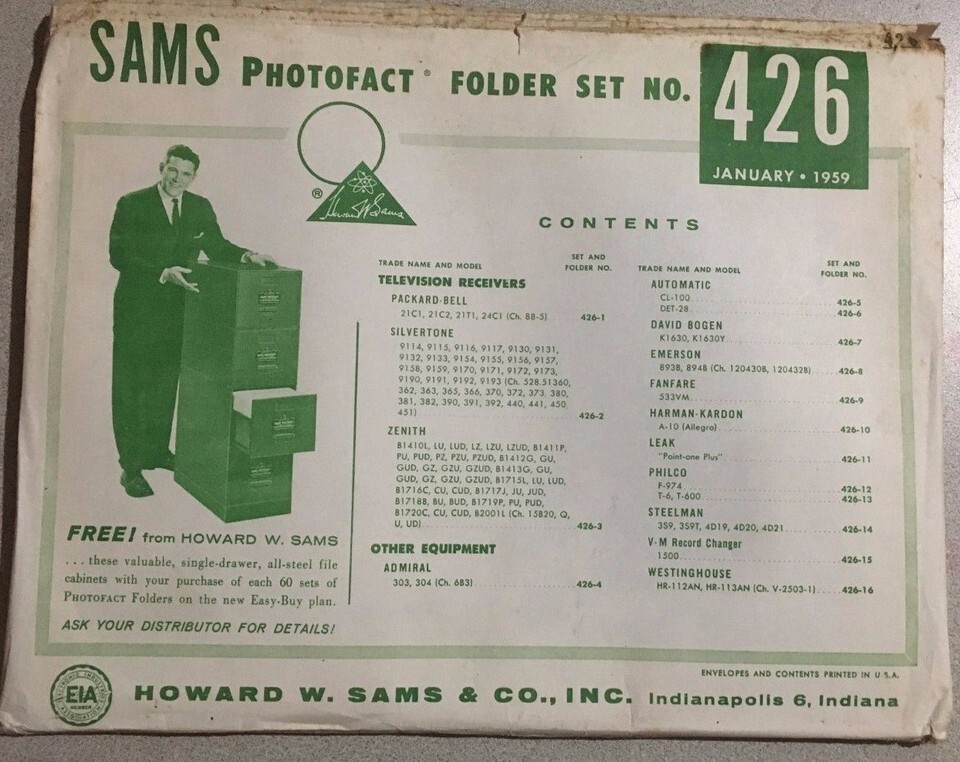 SAMS PHOTOFACT ® FOLDER SET NO. 426
JANUARY • 1959
®
Howard W. Sams
CONTENTS
TRADE NAME AND MODEL
SET AND
FOLDER NO.
TELEVISION RECEIVERS
PACKARD-BELL
21C1, 21C2, 21T1, 24C1 (Ch. 88-5) 426-1
SILVERTONE
9114, 9115, 9116, 9117, 9130, 9131,
9132, 9133, 9154, 9155, 9156, 9157,
9158, 9159, 9170, 9171, 9172, 9173,
9190, 9191, 9192, 9193 (Ch. 528.51360,
362, 363, 365, 366, 370, 372, 373, 380,
381, 382, 390, 391, 392, 440, 441, 450,
451) 426-2
ZENITH
B1410L, LU, LUD, LZ, LZU, LZUD, B1411P,
PU, PUD, PZ, PZU, PZUD, B1412G, GU,
GUD, GZ, GZU, GZUD, B1413G, GU,
GUD, GZ, GZU, GZUD, B1715L, LU, LUD,
B1716C, CU, CUD, B1717J, JU, JUD,
B1718B, BU, BUD, B1719P, PU, PUD,
B1720C, CU, CUD, B2001L (Ch. 15B20, Q,
U, UD) 426-3
OTHER EQUIPMENT
ADMIRAL
303, 304 (Ch. 6B3) 426-4
TRADE NAME AND MODEL
SET AND
FOLDER NO.
AUTOMATIC
CL-100 426-5
DET-28 426-6
DAVID BOGEN
K1630, K1630Y 426-7
EMERSON
893B, 894B (Ch. 120430B, 120432B) 426-8
FANFARE
533VM 426-9
HARMAN-KARDON
A-10 (Allegro) 426-10
LEAK
"Point-one Plus" 426-11
PHILCO
F-974 426-12
T-6, T-600 426-13
STEELMAN
3S9, 3S9T, 4D19, 4D20, 4D21 426-14
V-M Record Changer
1500 426-15
WESTINGHOUSE
HR-112AN, HR-113AN (Ch. V-2503-1) 426-16
FREE! from HOWARD W. SAMS
. . . these valuable, single-drawer, all-steel file
cabinets with your purchase of each 60 sets of
PHOTOFACT Folders on the new Easy-Buy plan.
ASK YOUR DISTRIBUTOR FOR DETAILS!
ENVELOPES AND CONTENTS PRINTED IN U S.A.
ELECTRONIC INDUSTRIES ASSOCIATION
EIA
MEMBER
HOWARD W. SAMS & CO., INC. Indianapolis 6, Indiana